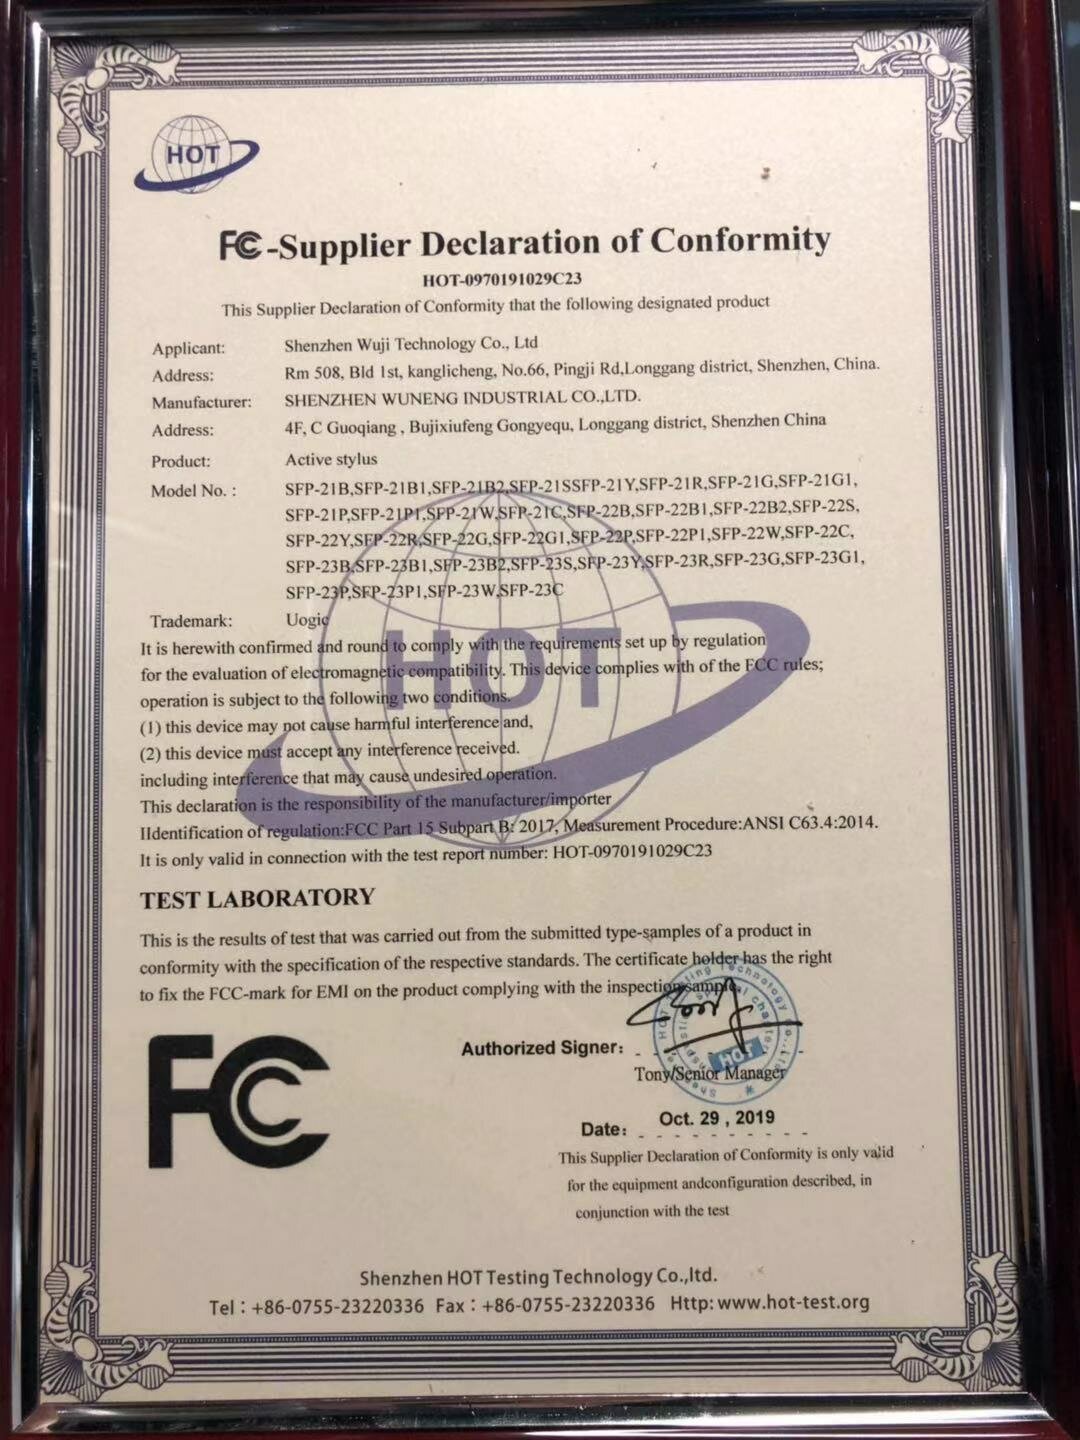 HOT
FC-Supplier Declaration of Conformity
HOT-0970191029C23
This Supplier Declaration of Conformity that the following designated product
Applicant: Shenzhen Wuji Technology Co., Ltd
Address: Rm 508, Bld 1st, kanglicheng, No.66, Pingji Rd,Longgang district, Shenzhen, China.
Manufacturer: SHENZHEN WUNENG INDUSTRIAL CO.,LTD.
Address: 4F, C Guoqiang , Bujixiufeng Gongyequ, Longgang district, Shenzhen China
Product: Active stylus
Model No. : SFP-21B,SFP-21B1,SFP-21B2,SFP-21SSFP-21Y,SFP-21R,SFP-21G,SFP-21G1,
SFP-21P,SFP-21P1,SFP-21W,SFP-21C,SFP-22B,SFP-22B1,SFP-22B2,SFP-22S,
SFP-22Y,SFP-22R,SFP-22G,SFP-22G1,SFP-22P,SFP-22P1,SFP-22W,SFP-22C,
SFP-23B,SFP-23B1,SFP-23B2,SFP-23S,SFP-23Y,SFP-23R,SFP-23G,SFP-23G1,
SFP-23P,SFP-23P1,SFP-23W,SFP-23C
Trademark: Uogic
HOT
It is herewith confirmed and round to comply with the requirements set up by regulation
for the evaluation of electromagnetic compatibility. This device complies with of the FCC rules;
operation is subject to the following two conditions.
(1) this device may not cause harmful interference and,
(2) this device must accept any interference received.
including interference that may cause undesired operation.
This declaration is the responsibility of the manufacturer/importer
IIdentification of regulation:FCC Part 15 Subpart B: 2017, Measurement Procedure:ANSI C63.4:2014.
It is only valid in connection with the test report number: HOT-0970191029C23
TEST LABORATORY
This is the results of test that was carried out from the submitted type-samples of a product in
conformity with the specification of the respective standards. The certificate holder has the right
to fix the FCC-mark for EMI on the product complying with the inspection sample.
FC
Authorized Signer:
HOT
Tony/Senior Manager
Date: Oct. 29 , 2019
This Supplier Declaration of Conformity is only valid
for the equipment andconfiguration described, in
conjunction with the test
Shenzhen HOT Testing Technology Co.,ltd.
Tel : +86-0755-23220336 Fax : +86-0755-23220336 Http: www.hot-test.org